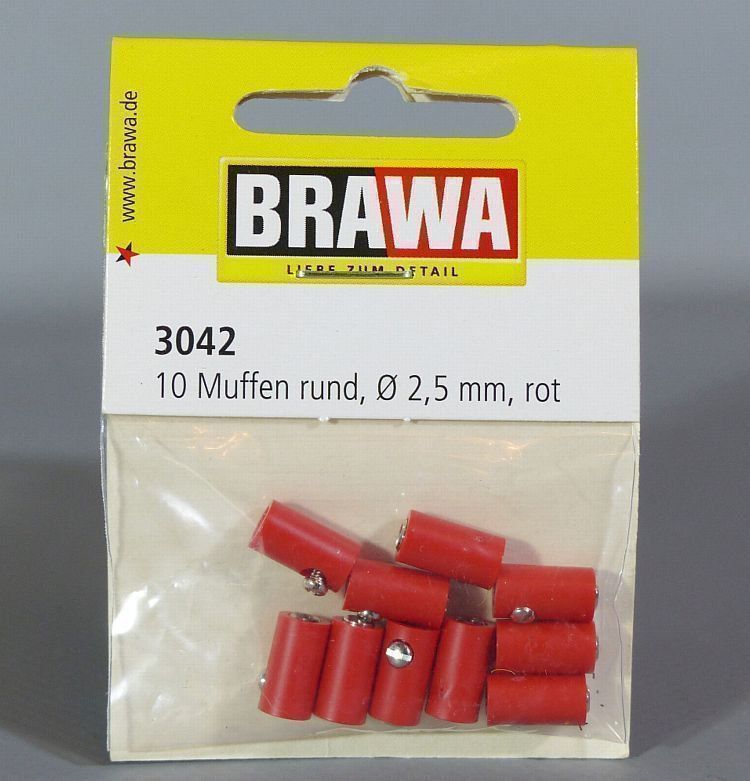 www.brawa.de
BRAWA
LIEBE ZUM DETAIL
3042
10 Muffen rund, Ø 2,5 mm, rot